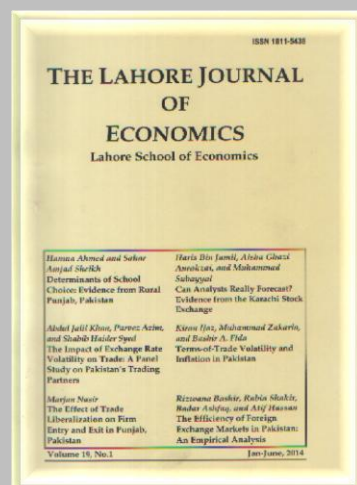 ISSN 1811-5438
THE LAHORE JOURNAL
OF
ECONOMICS
Lahore School of Economics
Hamna Ahmed and Sahar
Amjad Sheikh
Determinants of School
Choice: Evidence from Rural
Punjab, Pakistan
Abdul Jalil Khan, Parvez Azim,
and Shabib Haider Syed
The Impact of Exchange Rate
Volatility on Trade: A Panel
Study on Pakistan's Trading
Partners
Marjan Nasir
The Effect of Trade
Liberalization on Firm
Entry and Exit in Punjab,
Pakistan
Haris Bin Jamil, Aisha Ghazi
Aurakzai, and Muhammad
Subayyal
Can Analysts Really Forecast?
Evidence from the Karachi Stock
Exchange
Kiran Ijaz, Muhammad Zakaria,
and Bashir A. Fida
Terms-of-Trade Volatility and
Inflation in Pakistan
Rizwana Bashir, Rabia Shakir,
Badar Ashfaq, and Atif Hassan
The Efficiency of Foreign
Exchange Markets in Pakistan:
An Empirical Analysis
Volume 19, No.1
Jan-June, 2014